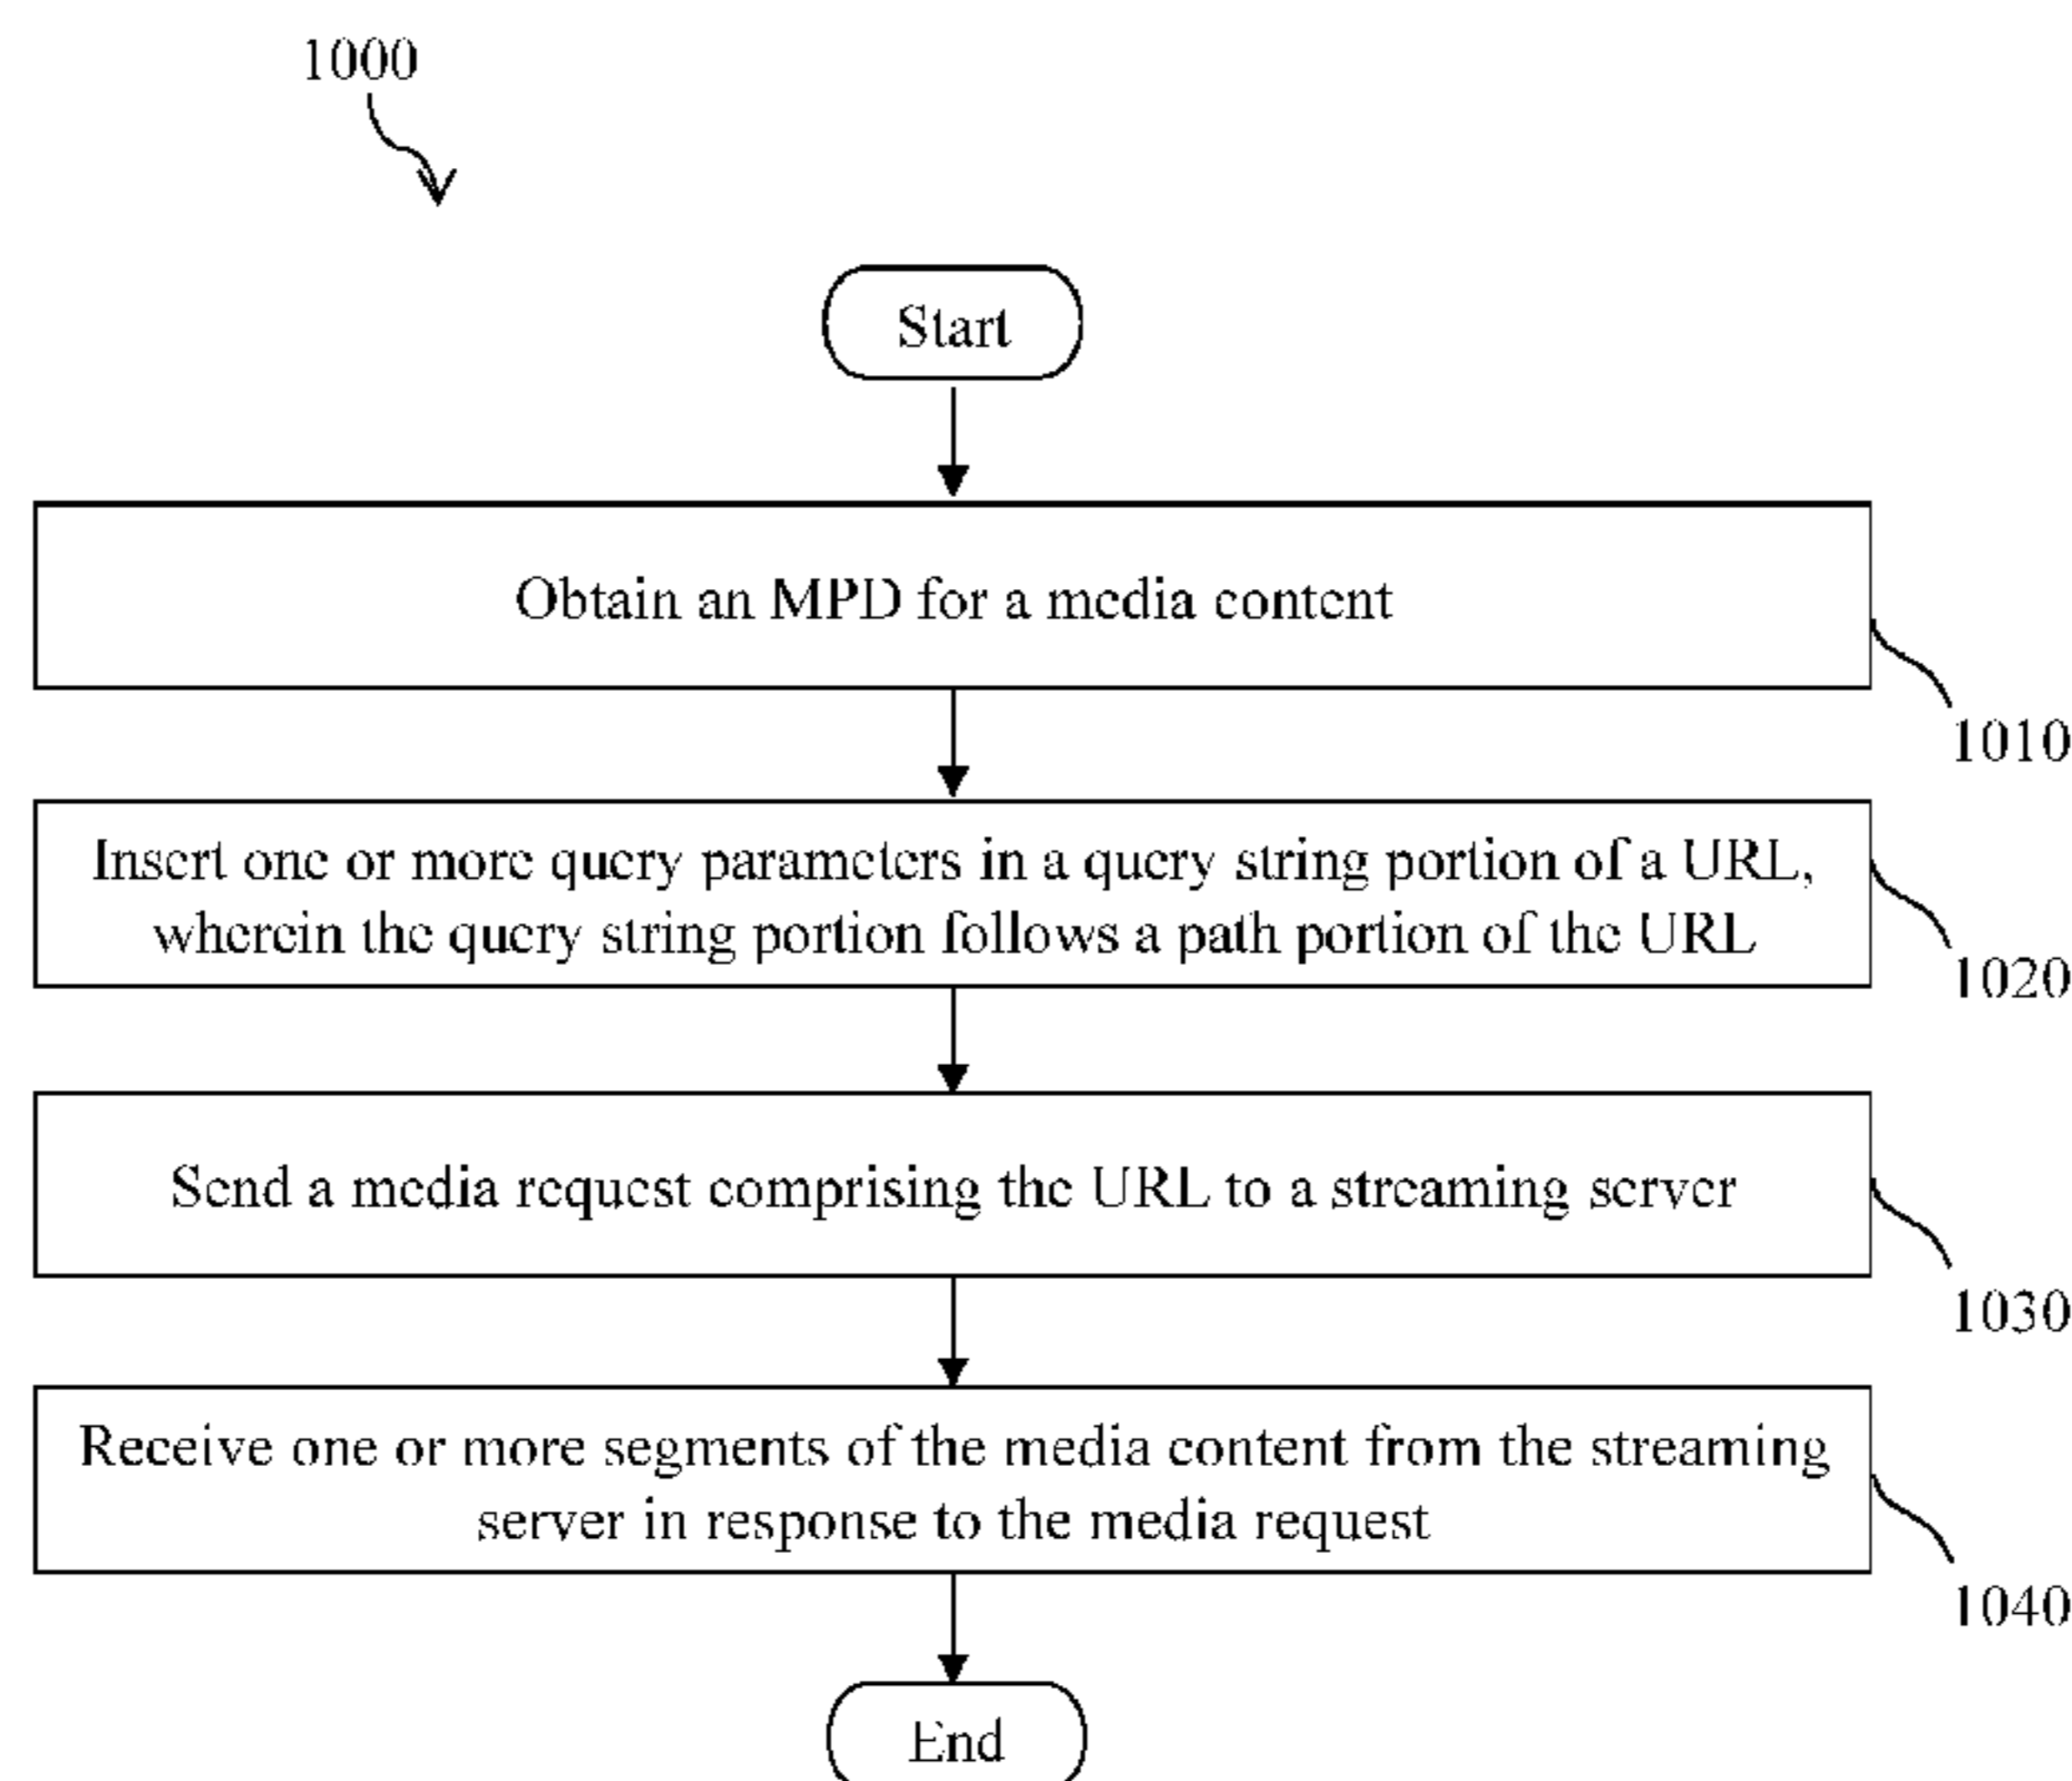 1000
Start
Obtain an MPD for a media content
1010
Insert one or more query parameters in a query string portion of a URL,
wherein the query string portion follows a path portion of the URL
1020
Send a media request comprising the URL to a streaming server
1030
Receive one or more segments of the media content from the streaming
server in response to the media request
1040
End